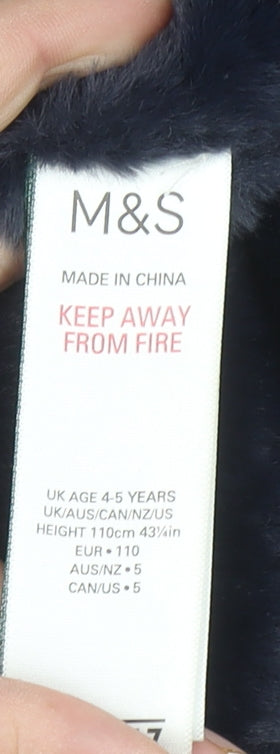 M&S
MADE IN CHINA
KEEP AWAY
FROM FIRE
UK AGE 4-5 YEARS
UK/AUS/CAN/NZ/US
HEIGHT 110cm 43¼in
EUR • 110
AUS/NZ • 5
CAN/US • 5